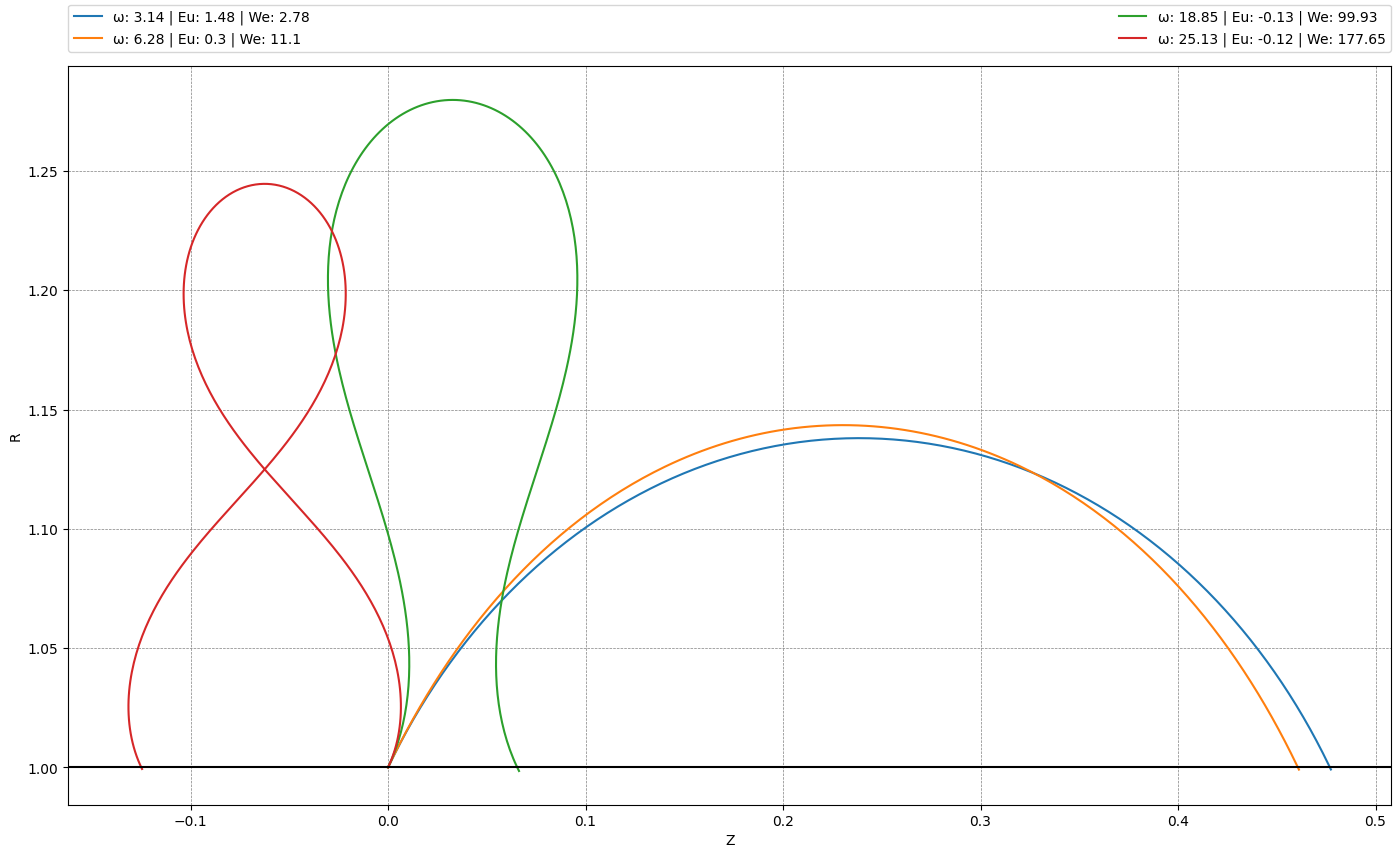 ω: 3.14 | Eu: 1.48 | We: 2.78
ω: 6.28 | Eu: 0.3 | We: 11.1
ω: 18.85 | Eu: -0.13 | We: 99.93
ω: 25.13 | Eu: -0.12 | We: 177.65
R
1.25
1.20
1.15
1.10
1.05
1.00
−0.1 0.0 0.1 0.2 0.3 0.4 0.5
Z